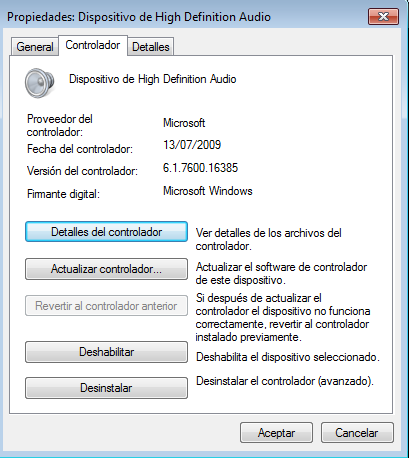 Propiedades: Dispositivo de High Definition Audio
General Controlador Detalles
Dispositivo de High Definition Audio
Proveedor del
controlador:
Microsoft
Fecha del controlador:
13/07/2009
Versión del controlador:
6.1.7600.16385
Firmante digital:
Microsoft Windows
Detalles del controlador
Ver detalles de los archivos del
controlador.
Actualizar controlador...
Actualizar el software de controlador
de este dispositivo.
Revertir al controlador anterior
Si después de actualizar el
controlador el dispositivo no funciona
correctamente, revertir al controlador
instalado previamente.
Deshabilitar
Deshabilita el dispositivo seleccionado.
Desinstalar
Desinstalar el controlador (avanzado).
Aceptar
Cancelar